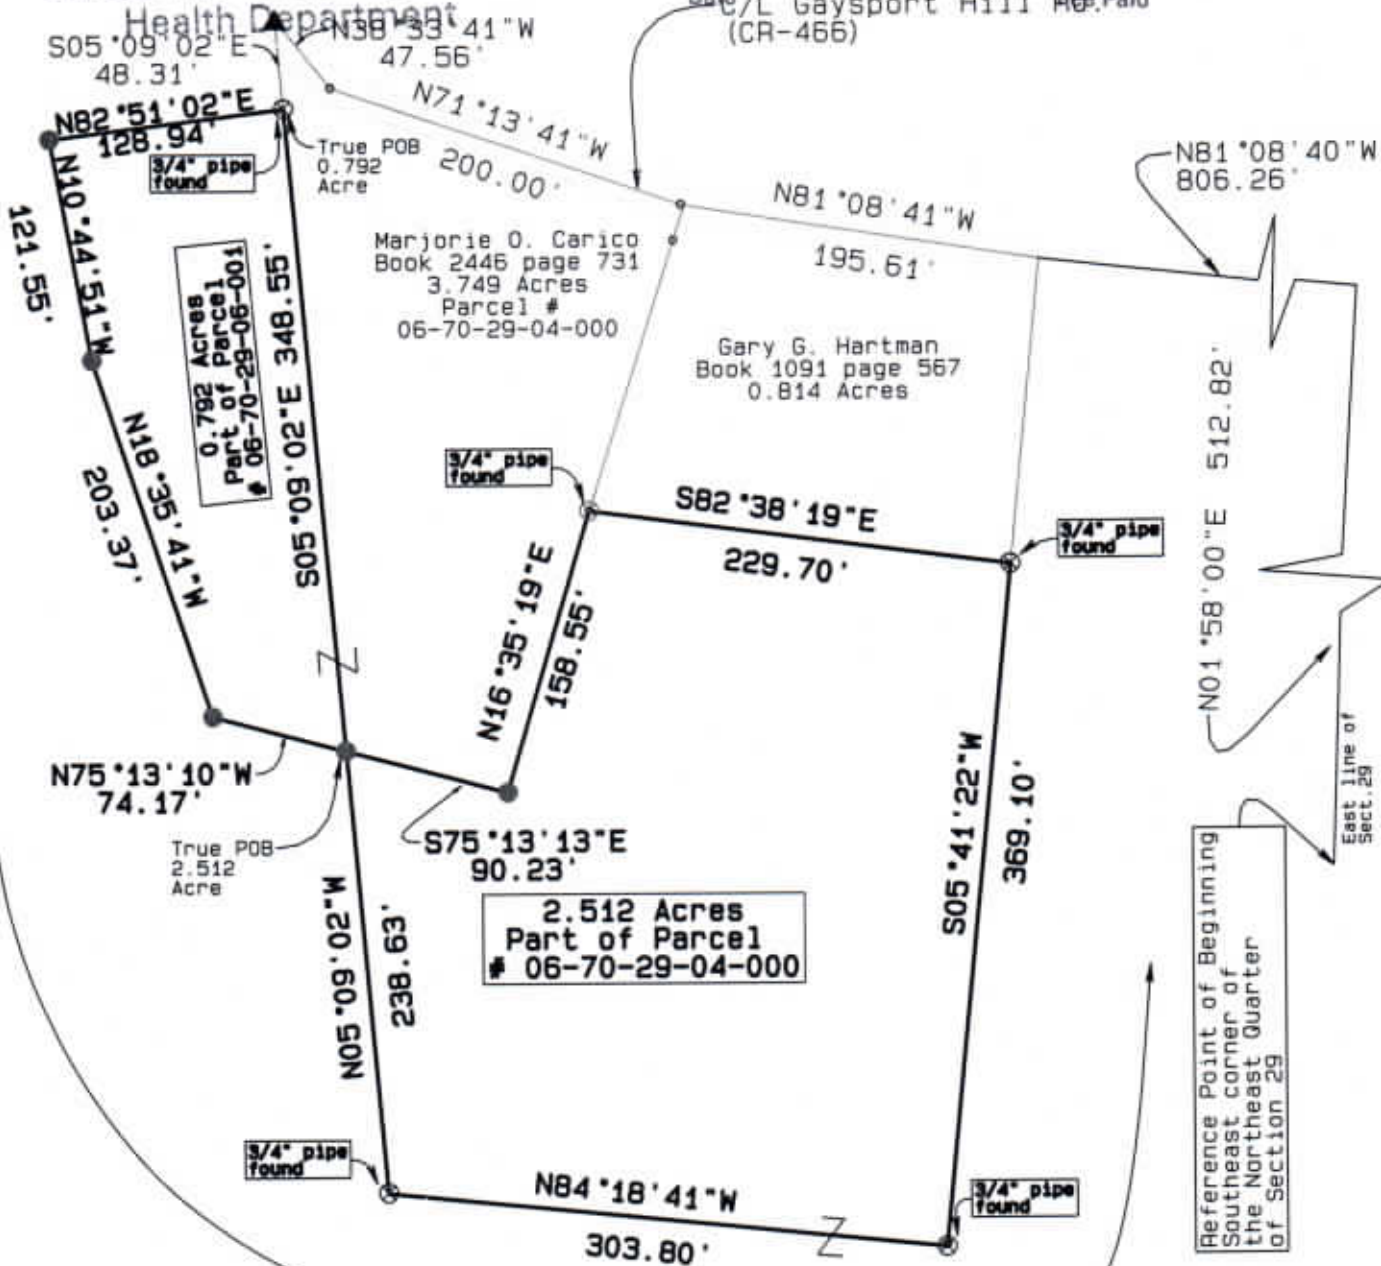 Health Department
S05°09'02"E
48.31'
N38°33'41"W
47.56'
C/L Gaysport Hill
(CR-466)
N82°51'02"E
128.94'
3/4" pipe
found
True POB
0.792
Acre
N71°13'41"W
200.00'
N81°08'40"W
806.26'
N81°08'41"W
195.61'
N10°44'51"W
121.55'
0.792 Acres
Part of Parcel
# 06-70-29-06-001
S05°09'02"E 348.55'
Marjorie O. Carico
Book 2446 page 731
3.749 Acres
Parcel #
06-70-29-04-000
Gary G. Hartman
Book 1091 page 567
0.814 Acres
N18°35'41"W
203.37'
3/4" pipe
found
S82°38'19"E
229.70'
3/4" pipe
found
N01°58'00"E 512.82'
N16°35'19"E
158.55'
N75°13'10"W
74.17'
True POB
2.512
Acre
S75°13'13"E
90.23'
S05°41'22"W
369.10'
East line of
Sect.29
N05°09'02"W
238.63'
2.512 Acres
Part of Parcel
# 06-70-29-04-000
Reference Point of Beginning
Southeast corner of
the Northeast Quarter
of Section 29
3/4" pipe
found
N84°18'41"W
303.80'
3/4" pipe
found